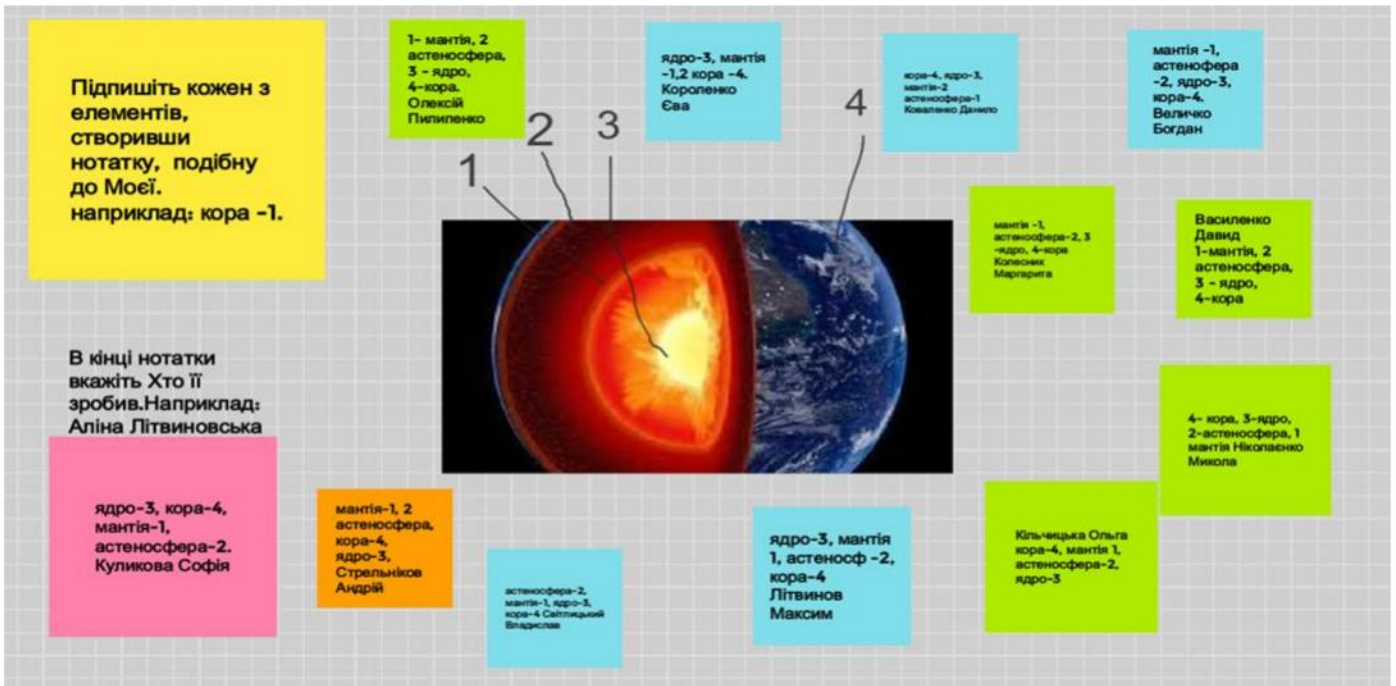 Підпишіть кожен з
елементів,
створивши
нотатку, подібну
до Моєї.
наприклад: кора -1.
1- мантія, 2
астеносфера,
3 - ядро,
4-кора.
Олексій
Пилипенко
ядро-3, мантія
-1,2 кора -4.
Короленко
Єва
кора-4, ядро-3,
мантія-2
астеносфера-1
Коваленко Данило
мантія -1,
астенофера
-2, ядро-3,
кора-4.
Величко
Богдан
1
2
3
4
мантія -1,
астеносфера-2, 3
-ядро, 4-кора
Колесник
Маргарита
Василенко
Давид
1-мантія, 2
астеносфера,
3 - ядро,
4-кора
В кінці нотатки
вкажіть Хто її
зробив.Наприклад:
Аліна Літвиновська
4- кора, 3-ядро,
2-астеносфера, 1
мантія Ніколаєнко
Микола
ядро-3, кора-4,
мантія-1,
астеносфера-2.
Куликова Софія
мантія-1, 2
астеносфера,
кора-4,
ядро-3,
Стрельніков
Андрій
астеносфера-2,
мантія-1, ядро-3,
кора-4 Світлицький
Владислав
ядро-3, мантія
1, астеносф -2,
кора-4
Літвинов
Максим
Кільчицька Ольга
кора-4, мантія 1,
астеносфера-2,
ядро-3